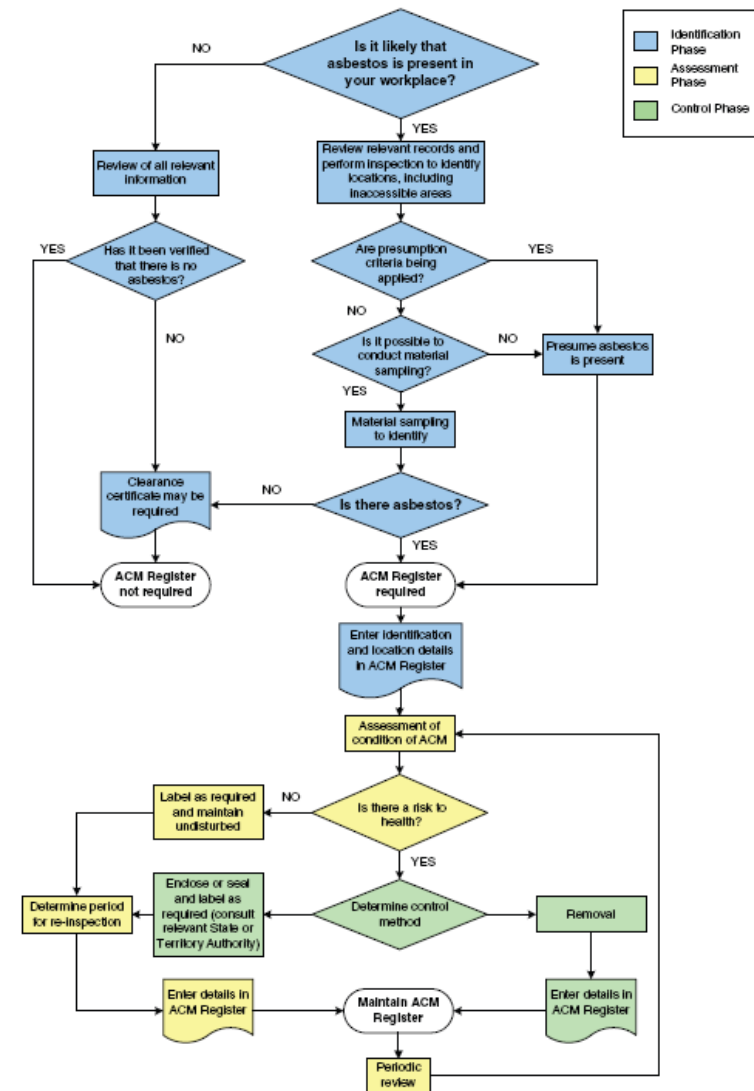 NO
Is it likely that
asbestos is present in
your workplace?
Identification
Phase
Assessment
Phase
Control Phase
YES
Review of all relevant
information
Review relevant records and
perform inspection to identify
locations, including
inaccessible areas
YES
Has it been verified
that there is no
asbestos?
Are presumption
criteria being
applied?
YES
NO
NO
Is it possible to
conduct material
sampling?
NO
Presume asbestos
is present
YES
Material sampling
to identify
Clearance
certificate may be
required
NO
Is there asbestos?
YES
ACM Register
not required
ACM Register
required
Enter identification
and location details
in ACM Register
Assessment of
condition of ACM
Label as required
and maintain
undisturbed
NO
Is there a risk to
health?
YES
Determine period
for re-inspection
Enclose or seal
and label as
required (consult
relevant State or
Territory Authority)
Determine control
method
Removal
Enter details in
ACM Register
Maintain ACM
Register
Enter details in
ACM Register
Periodic
review